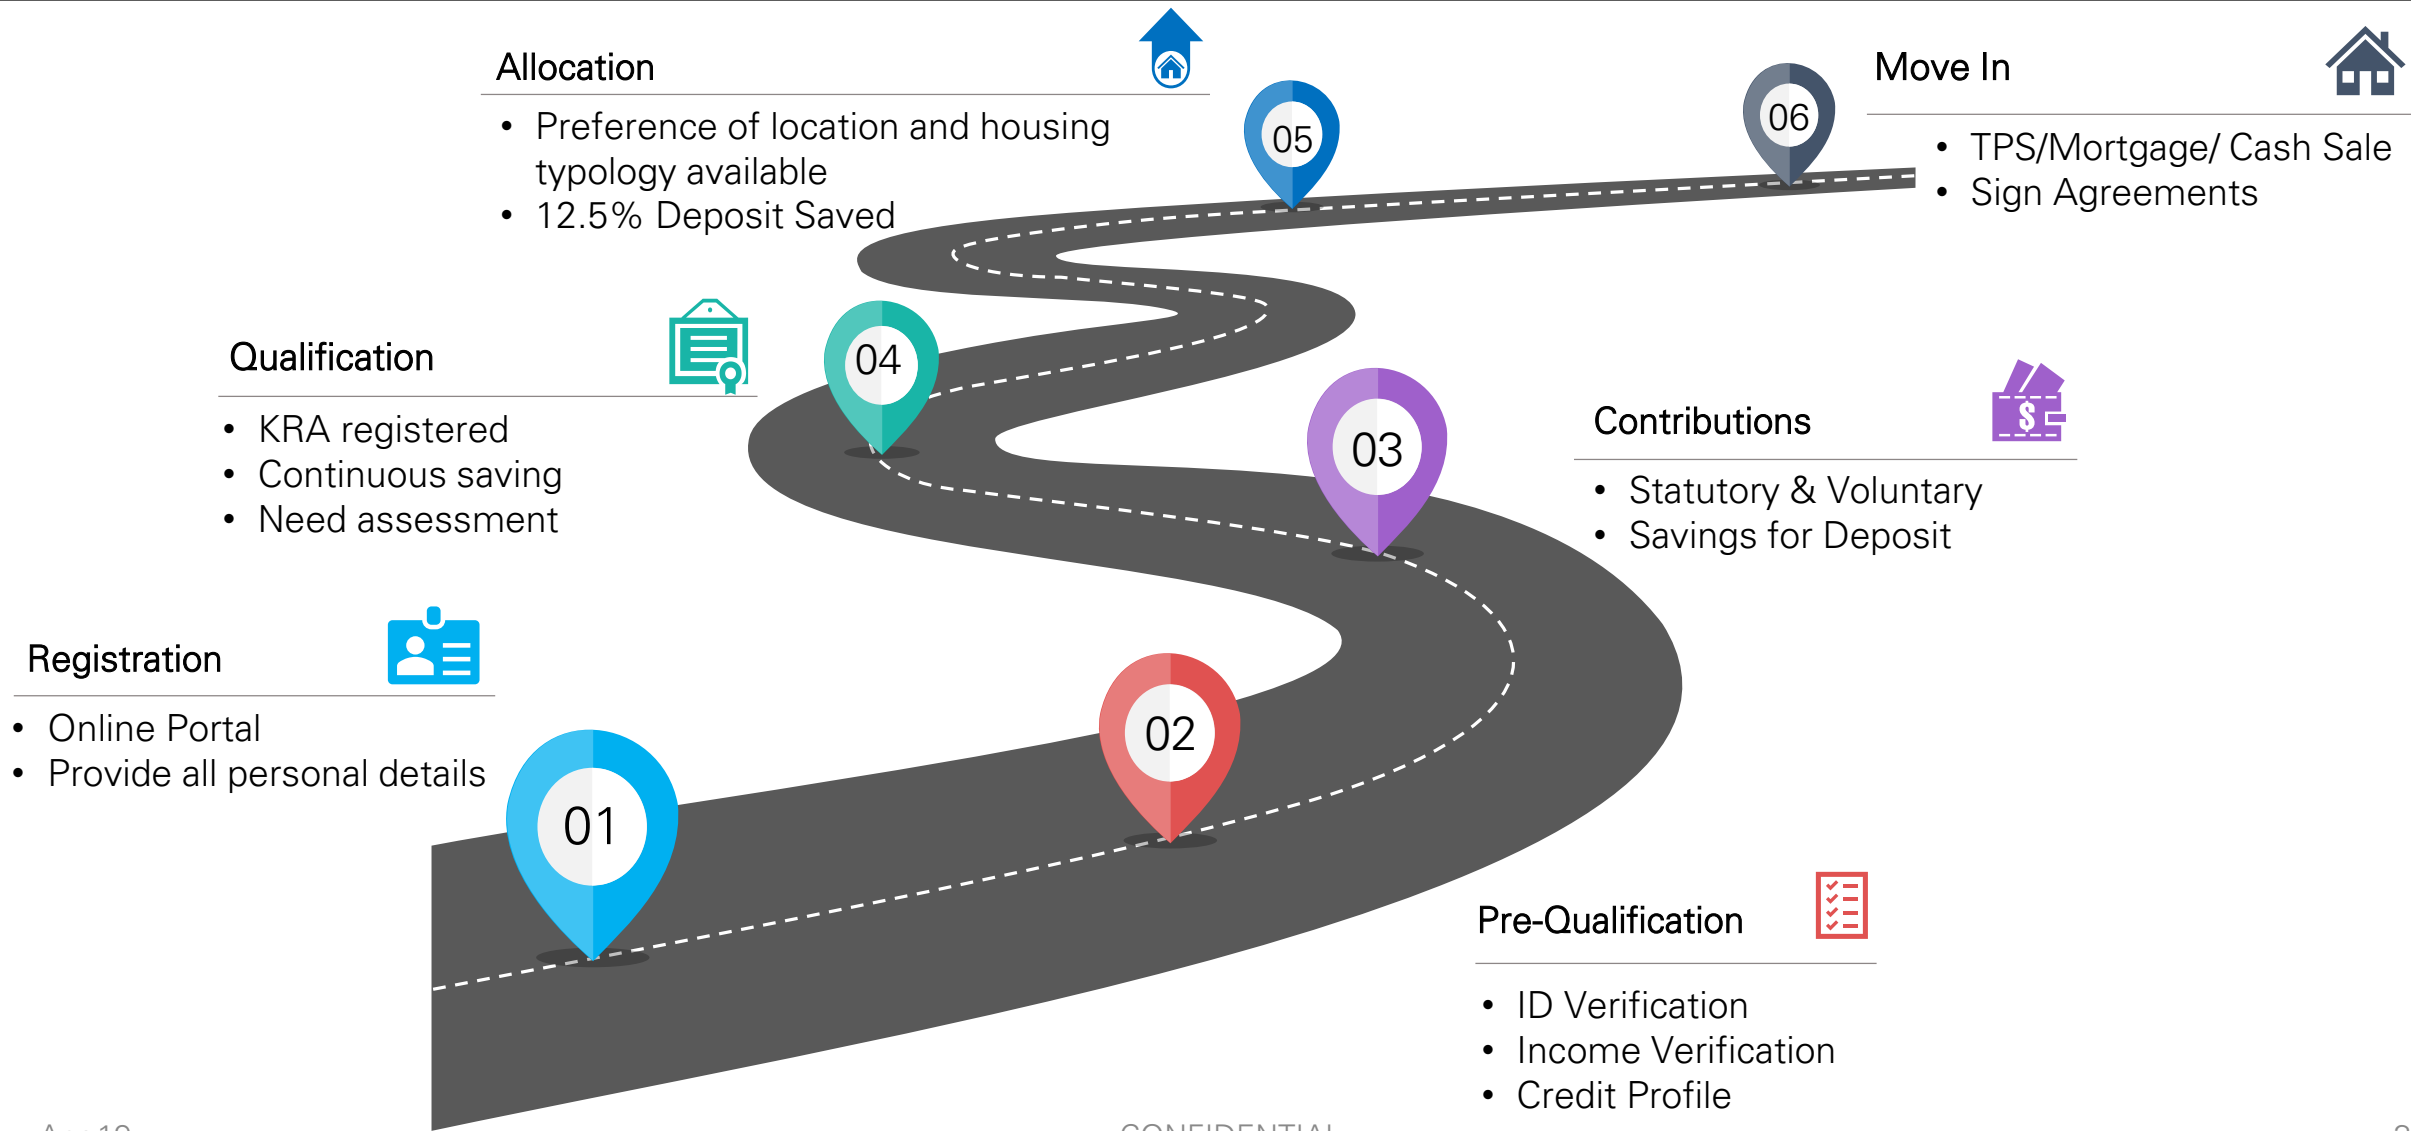 Allocation
• Preference of location and housing
typology available
• 12.5% Deposit Saved
05
06
Move In
• TPS/Mortgage/ Cash Sale
• Sign Agreements
Qualification
• KRA registered
• Continuous saving
• Need assessment
04
03
Contributions
$
• Statutory & Voluntary
• Savings for Deposit
Registration
• Online Portal
• Provide all personal details
01
02
Pre-Qualification
• ID Verification
• Income Verification
• Credit Profile
CONFIDENTIAL